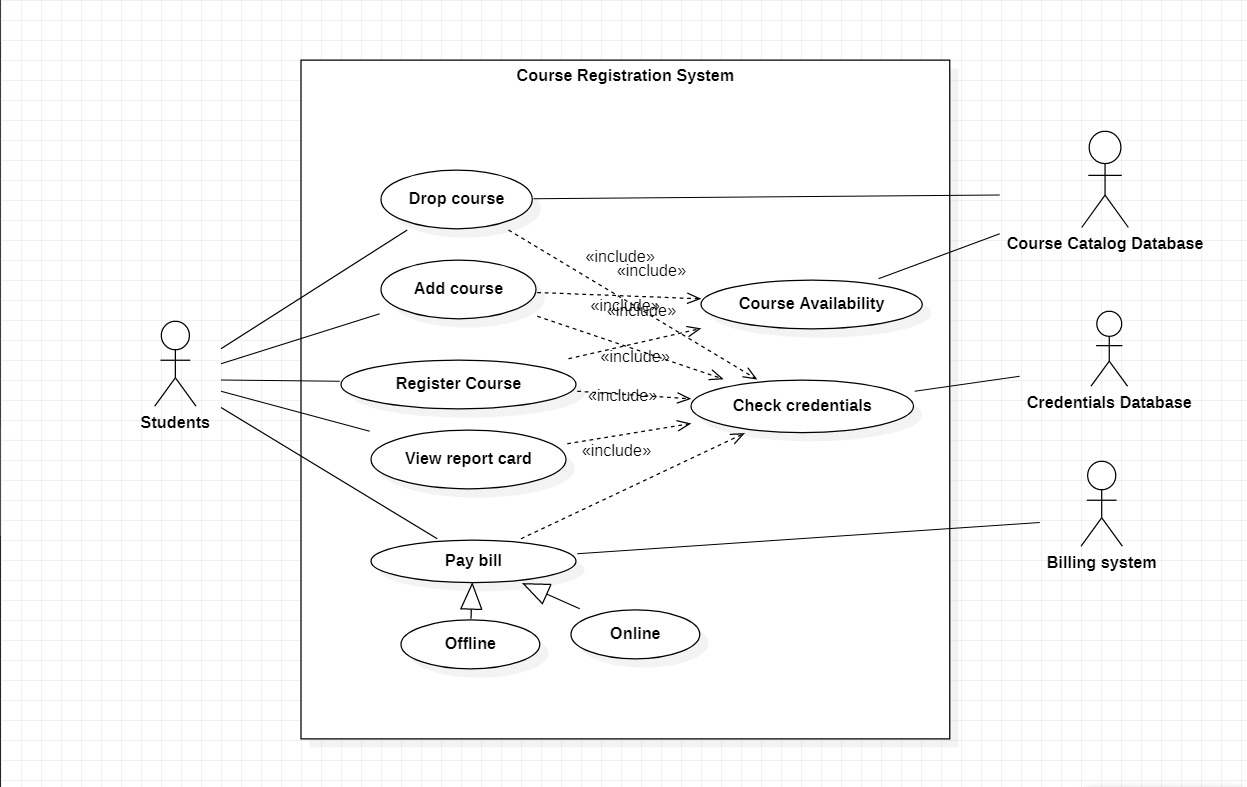 Course Registration System
Drop course
Course Catalog Database
«include»
«include»
Add course
Course Availability
«include»
«include»
«include»
Register Course
«include»
Check credentials
Credentials Database
Students
View report card
«include»
Pay bill
Billing system
Offline
Online